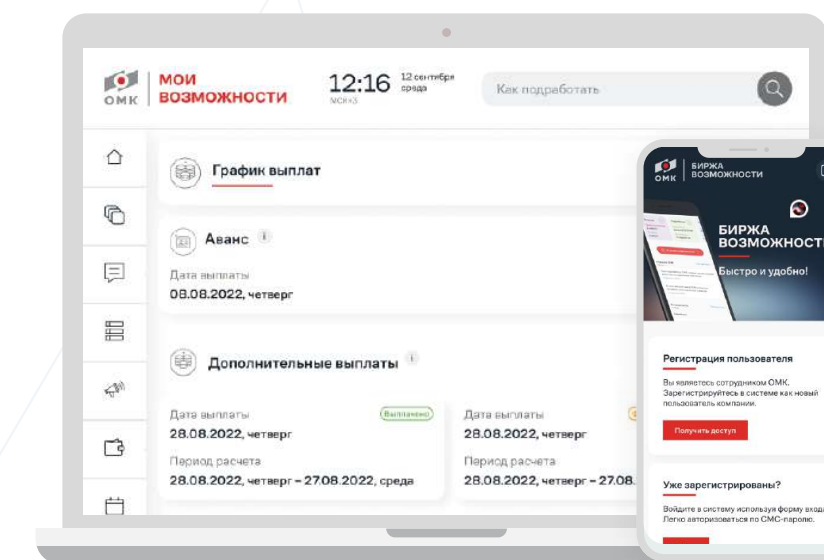 ОМК
МОИ
ВОЗМОЖНОСТИ
12:16
МСК+3
12 сентября
среда
Как подработать
График выплат
Аванс
Дата выплаты
08.08.2022, четверг
Дополнительные выплаты
Дата выплаты
Выплачено
28.08.2022, четверг
Период расчета
28.08.2022, четверг – 27.08.2022, среда
Дата выплаты
28.08.2022, четверг
Период расчета
28.08.2022, четверг – 27.08.
ОМК
БИРЖА
ВОЗМОЖНОСТИ
БИРЖА
ВОЗМОЖНОСТИ
Быстро и удобно!
Регистрация пользователя
Вы являетесь сотрудником ОМК.
Зарегистрируйтесь в системе как новый
пользователь компании.
Получить доступ
Уже зарегистрированы?
Войдите в систему используя форму входа
Легко авторизоваться по СМС-паролю.